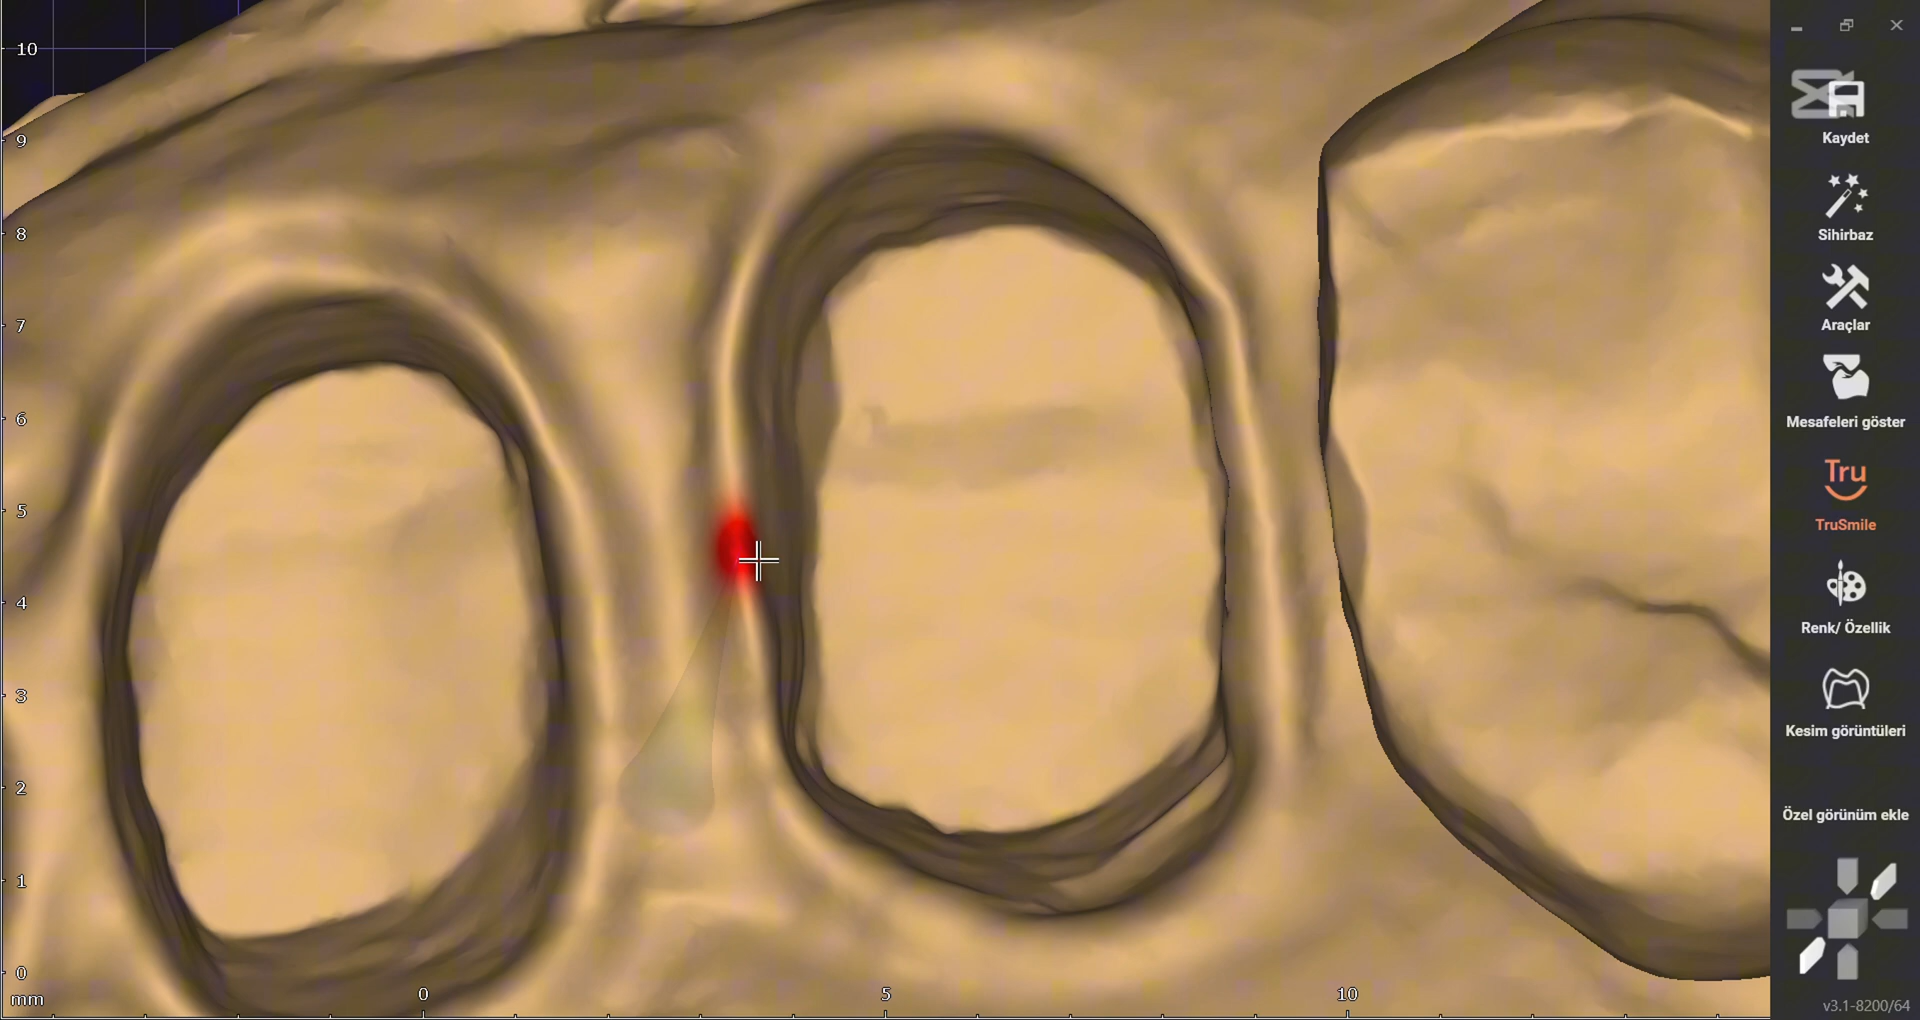 10
9
8
7
6
5
4
3
2
1
0
mm
0
5
10
Kaydet
Sihirbaz
Araçlar
Mesafeleri göster
Tru
TruSmile
Renk/ Özellik
Kesim görüntüleri
Özel görünüm ekle
v3.1-8200/64